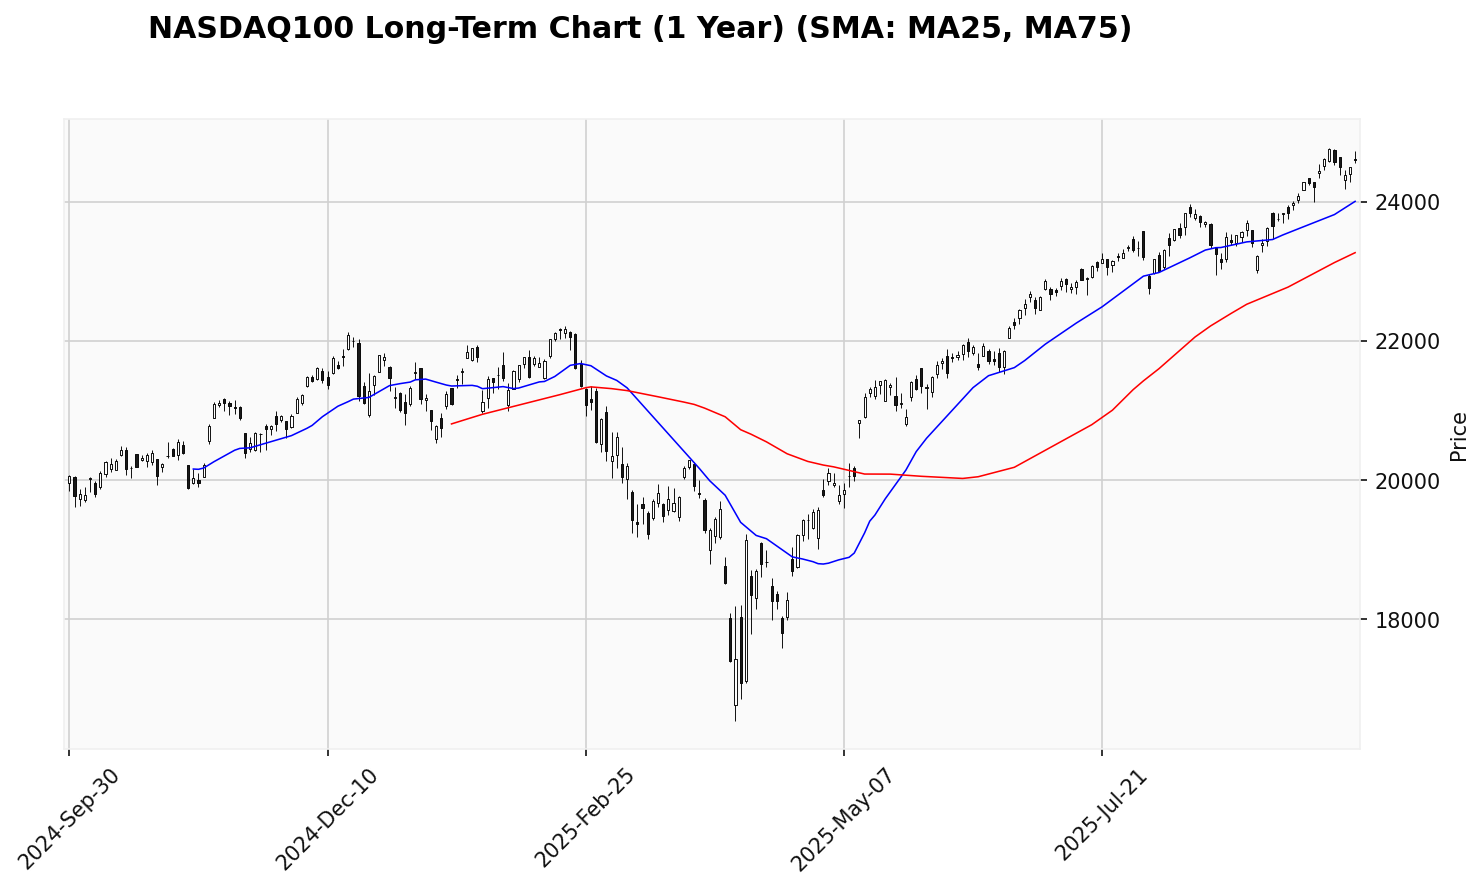 NASDAQ100 Long-Term Chart (1 Year) (SMA: MA25, MA75)
24000
22000
20000
18000
Price
2024-Sep-30
2024-Dec-10
2025-Feb-25
2025-May-07
2025-Jul-21